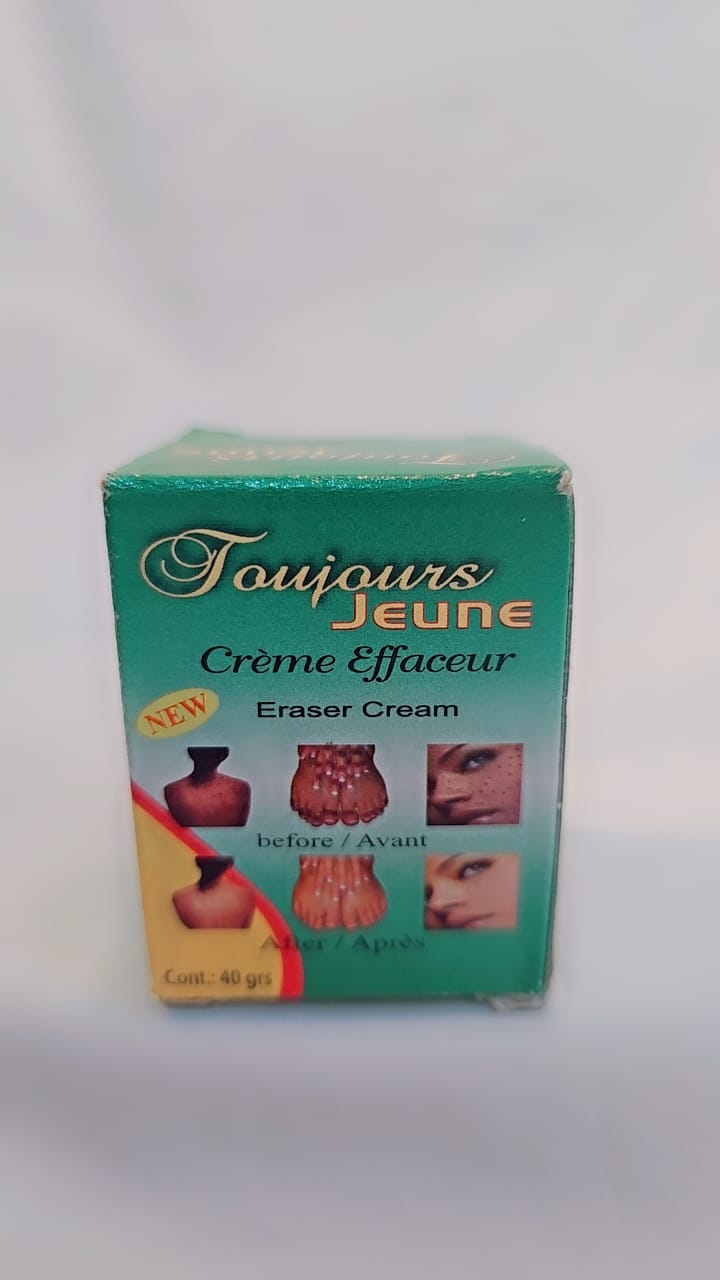 Toujours
Jeune
Crème Effaceur
NEW
Eraser Cream
before / Avant
After / Après
Cont.: 40 grs